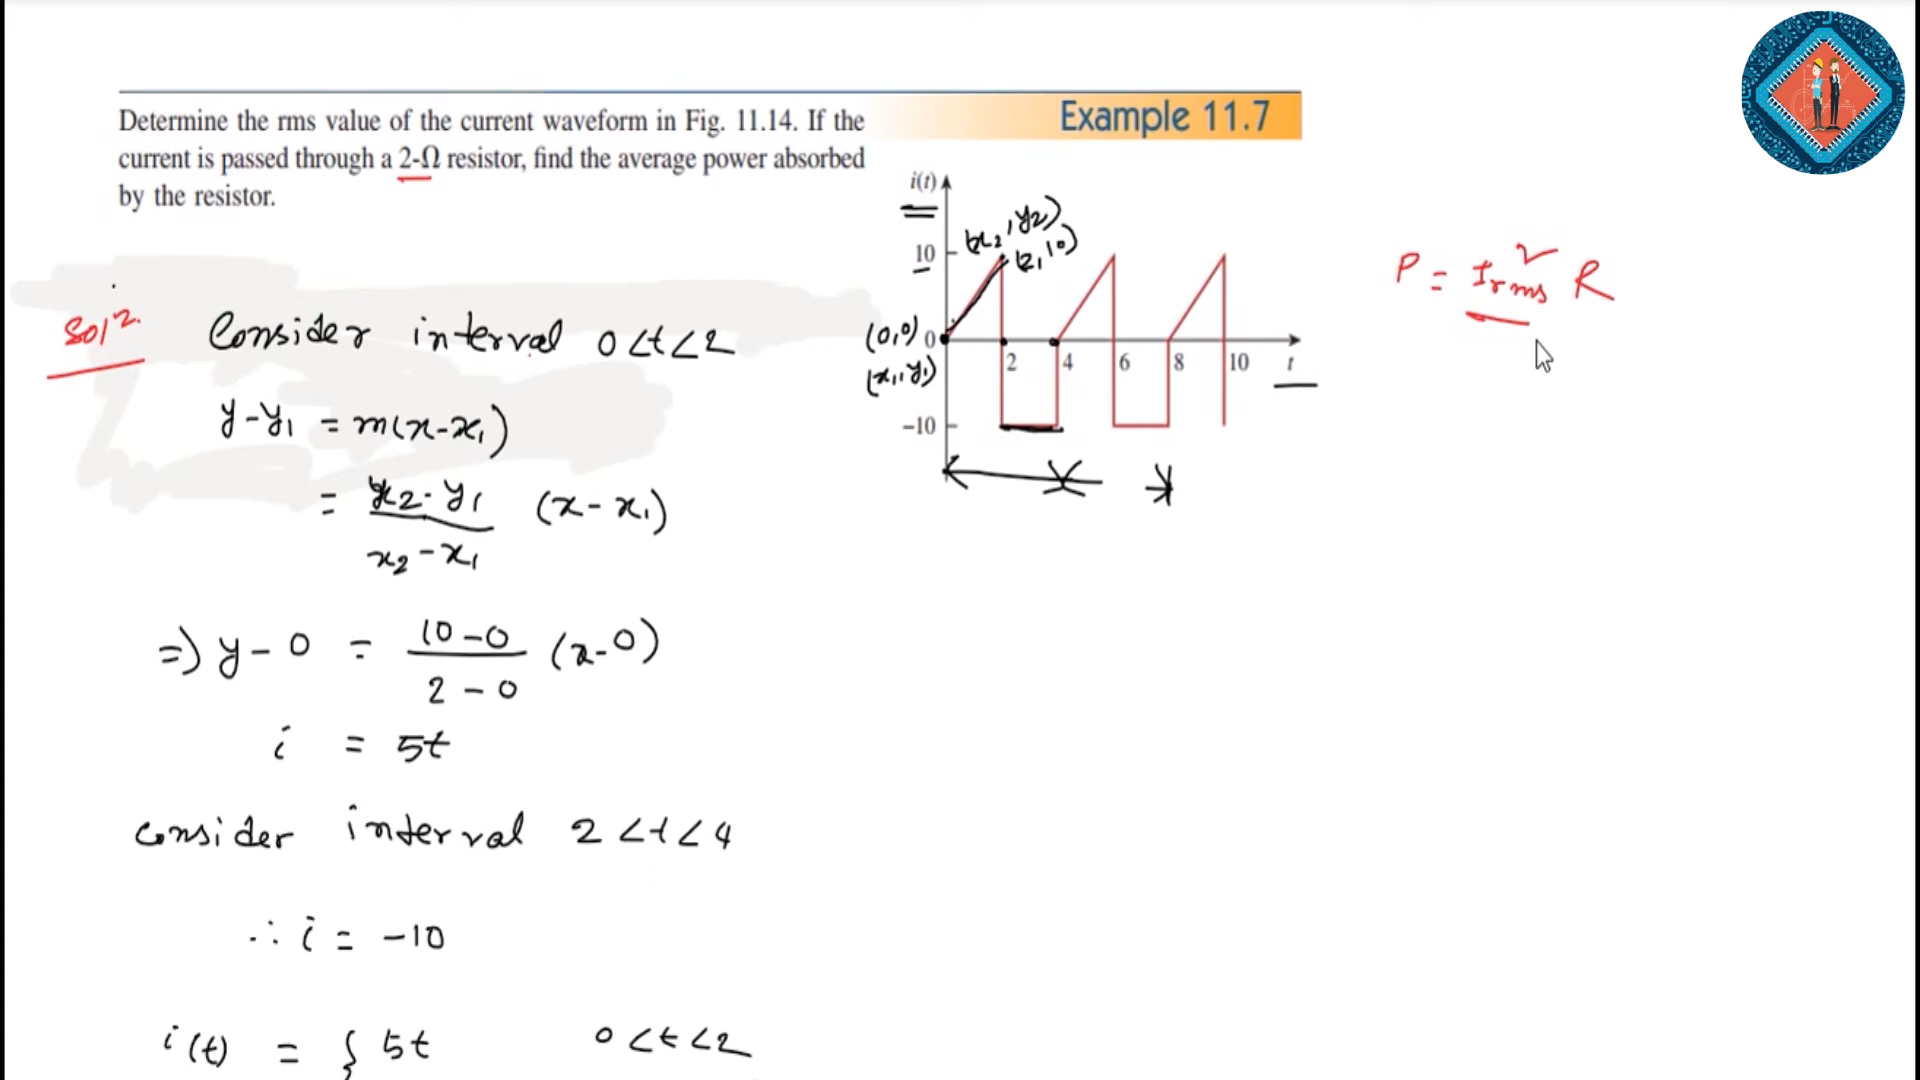 Determine the rms value of the current waveform in Fig. 11.14. If the
current is passed through a 2-Ω resistor, find the average power absorbed
by the resistor.
Example 11.7
i(t)
10
0
-10
2 4 6 8 10 t
(x2, y2)
(2, 10)
(0,0)
(x1, y1)
P = Irms² R
Sol^n.
Consider interval 0<t<2
y-y1 = m(x-x1)
= y2-y1 (x-x1)
x2-x1
=> y-0 = 10-0 (x-0)
2-0
i = 5t
Consider interval 2<t<4
∴ i = -10
i(t) = { 5t 0<t<2